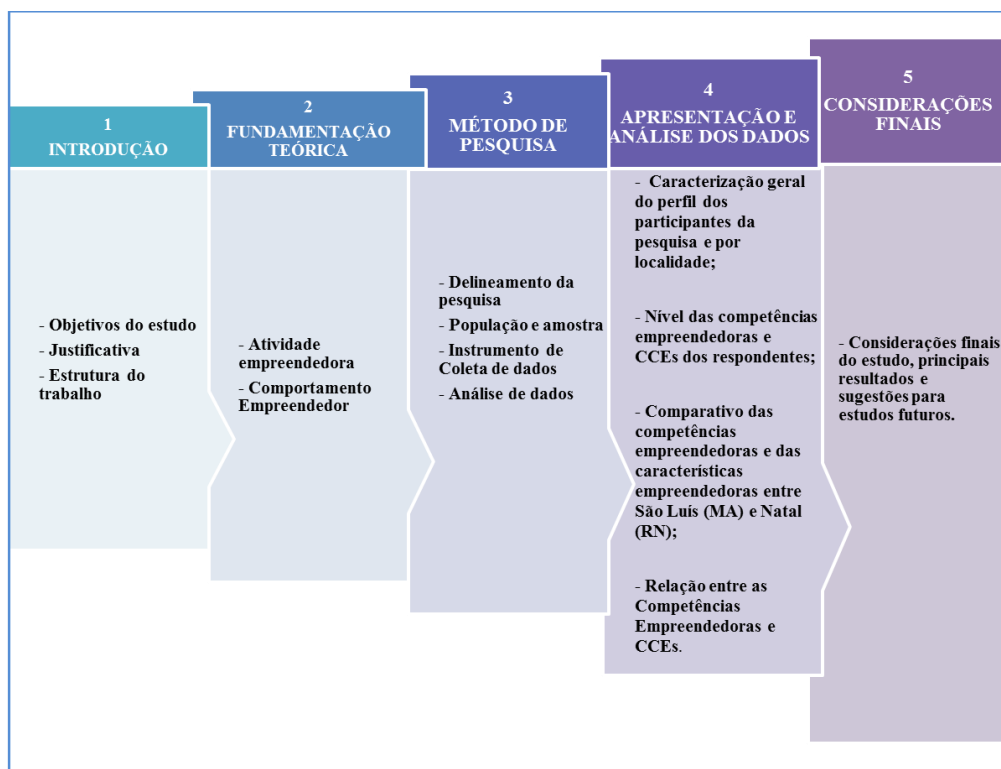 1
INTRODUÇÃO
- Objetivos do estudo
- Justificativa
- Estrutura do
trabalho
2
FUNDAMENTAÇÃO
TEÓRICA
- Atividade
empreendedora
- Comportamento
Empreendedor
3
MÉTODO DE
PESQUISA
- Delineamento da
pesquisa
- População e amostra
- Instrumento de
Coleta de dados
- Análise de dados
4
APRESENTAÇÃO E
ANÁLISE DOS DADOS
- Caracterização geral
do perfil dos
participantes da
pesquisa e por
localidade;
- Nível das competências
empreendedoras e
CCEs dos respondentes;
- Comparativo das
competências
empreendedoras e das
características
empreendedoras entre
São Luís (MA) e Natal
(RN);
- Relação entre as
Competências
Empreendedoras e
CCEs.
5
CONSIDERAÇÕES
FINAIS
- Considerações finais
do estudo, principais
resultados e
sugestões para
estudos futuros.